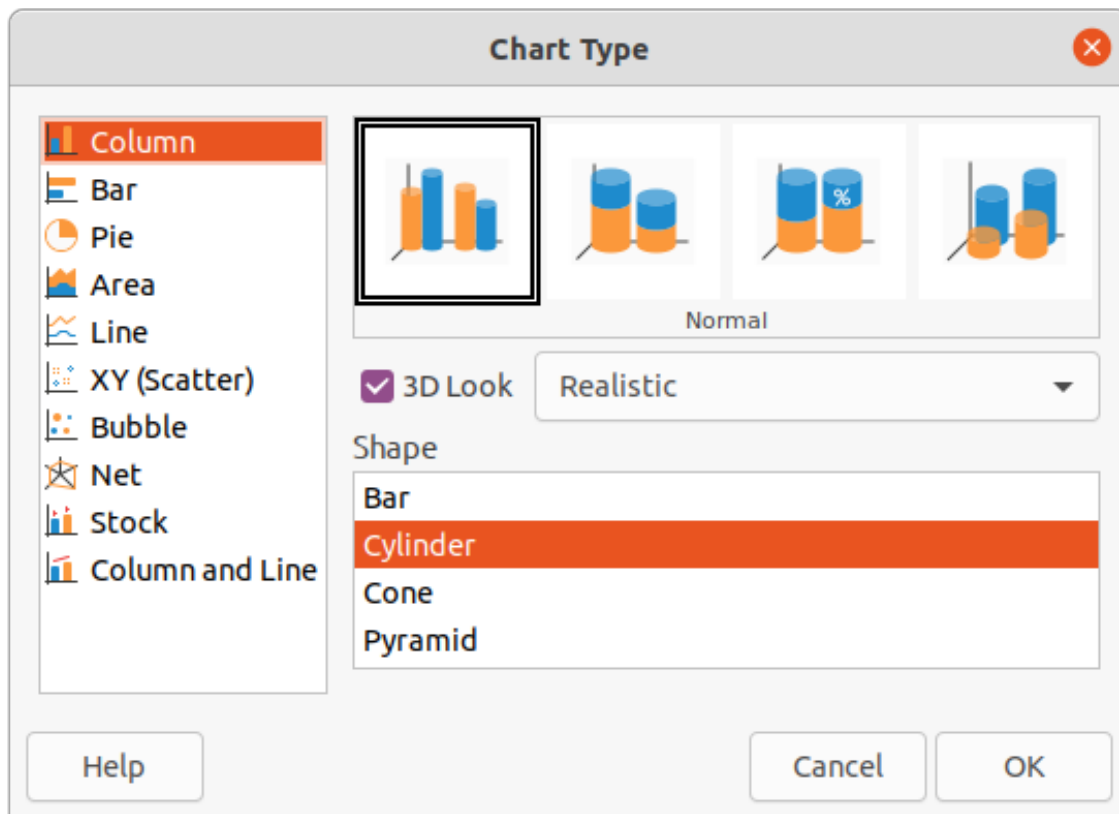 Chart Type
Column
Bar
Pie
Area
Line
XY (Scatter)
Bubble
Net
Stock
Column and Line
%
Normal
3D Look
Realistic
Shape
Bar
Cylinder
Cone
Pyramid
Help
Cancel
OK